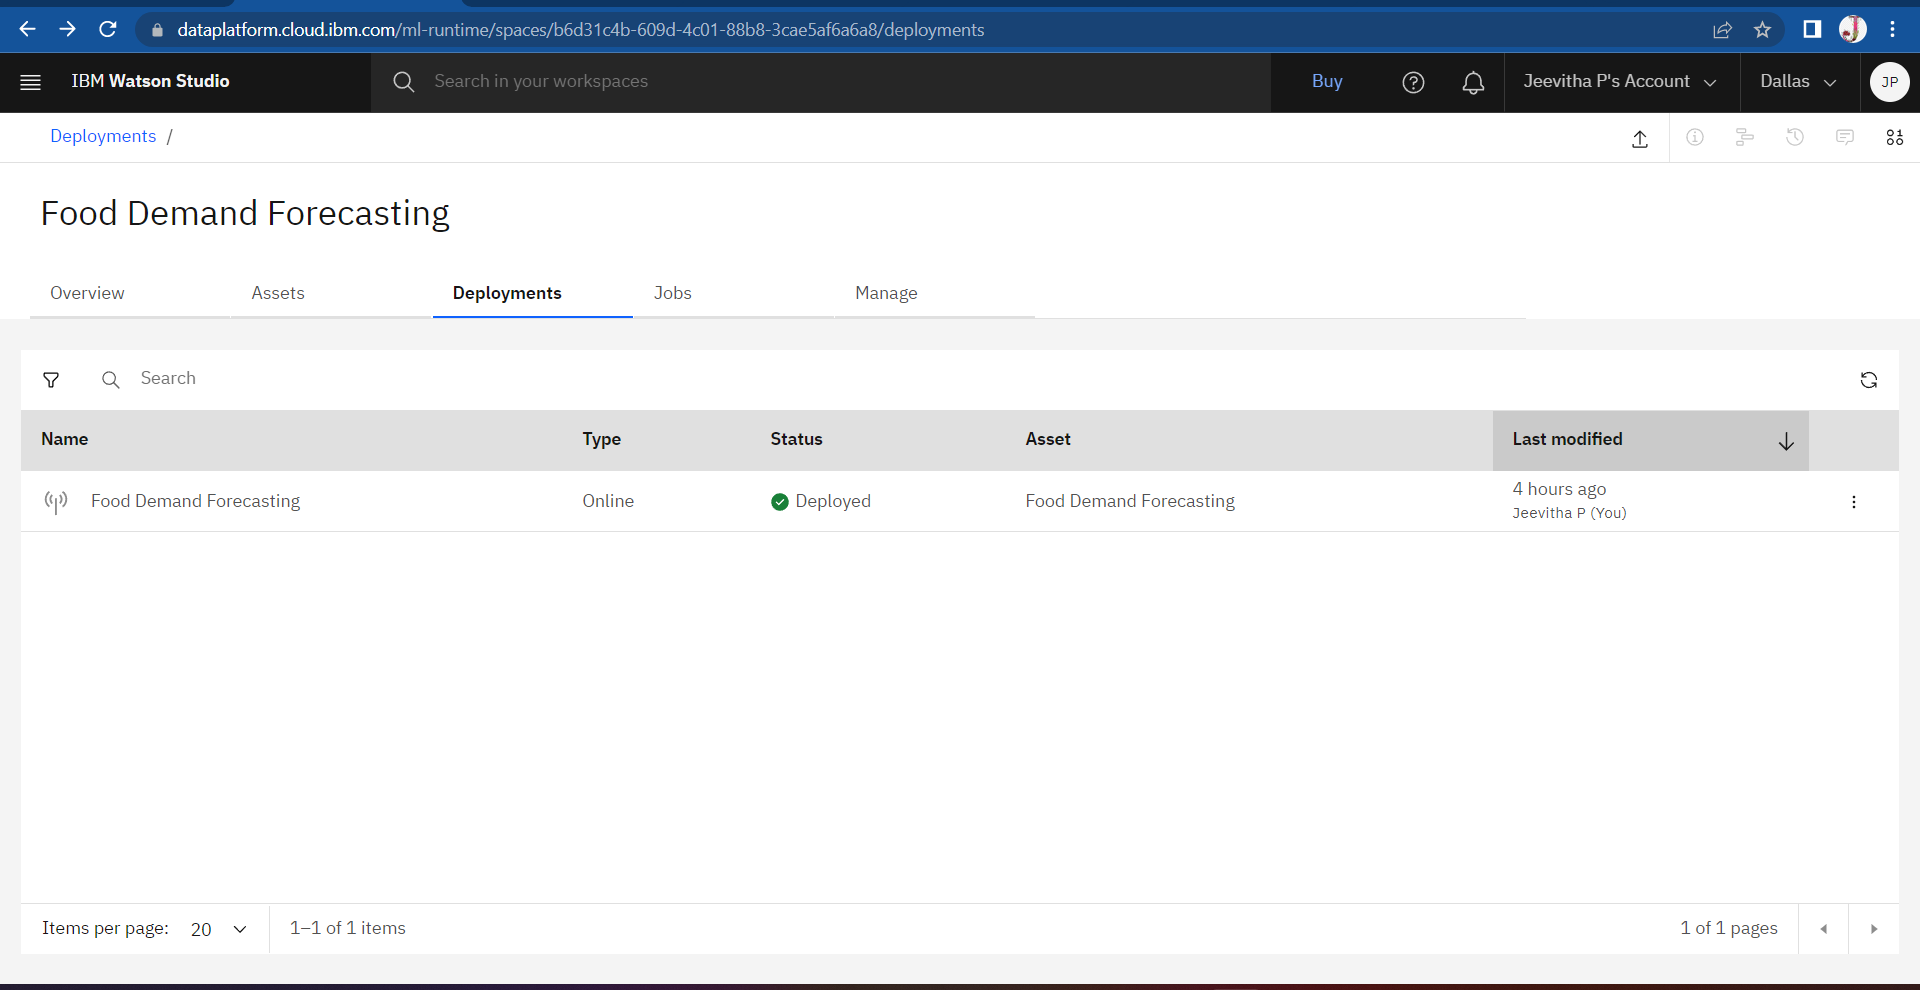 dataplatform.cloud.ibm.com/ml-runtime/spaces/b6d31c4b-609d-4c01-88b8-3cae5af6a6a8/deployments
IBM Watson Studio Search in your workspaces Buy Jeevitha P's Account Dallas JP
Deployments /
Food Demand Forecasting
Overview Assets Deployments Jobs Manage
Search
Name Type Status Asset Last modified
Food Demand Forecasting Online Deployed Food Demand Forecasting 4 hours ago
Jeevitha P (You)
Items per page: 20 1–1 of 1 items 1 of 1 pages